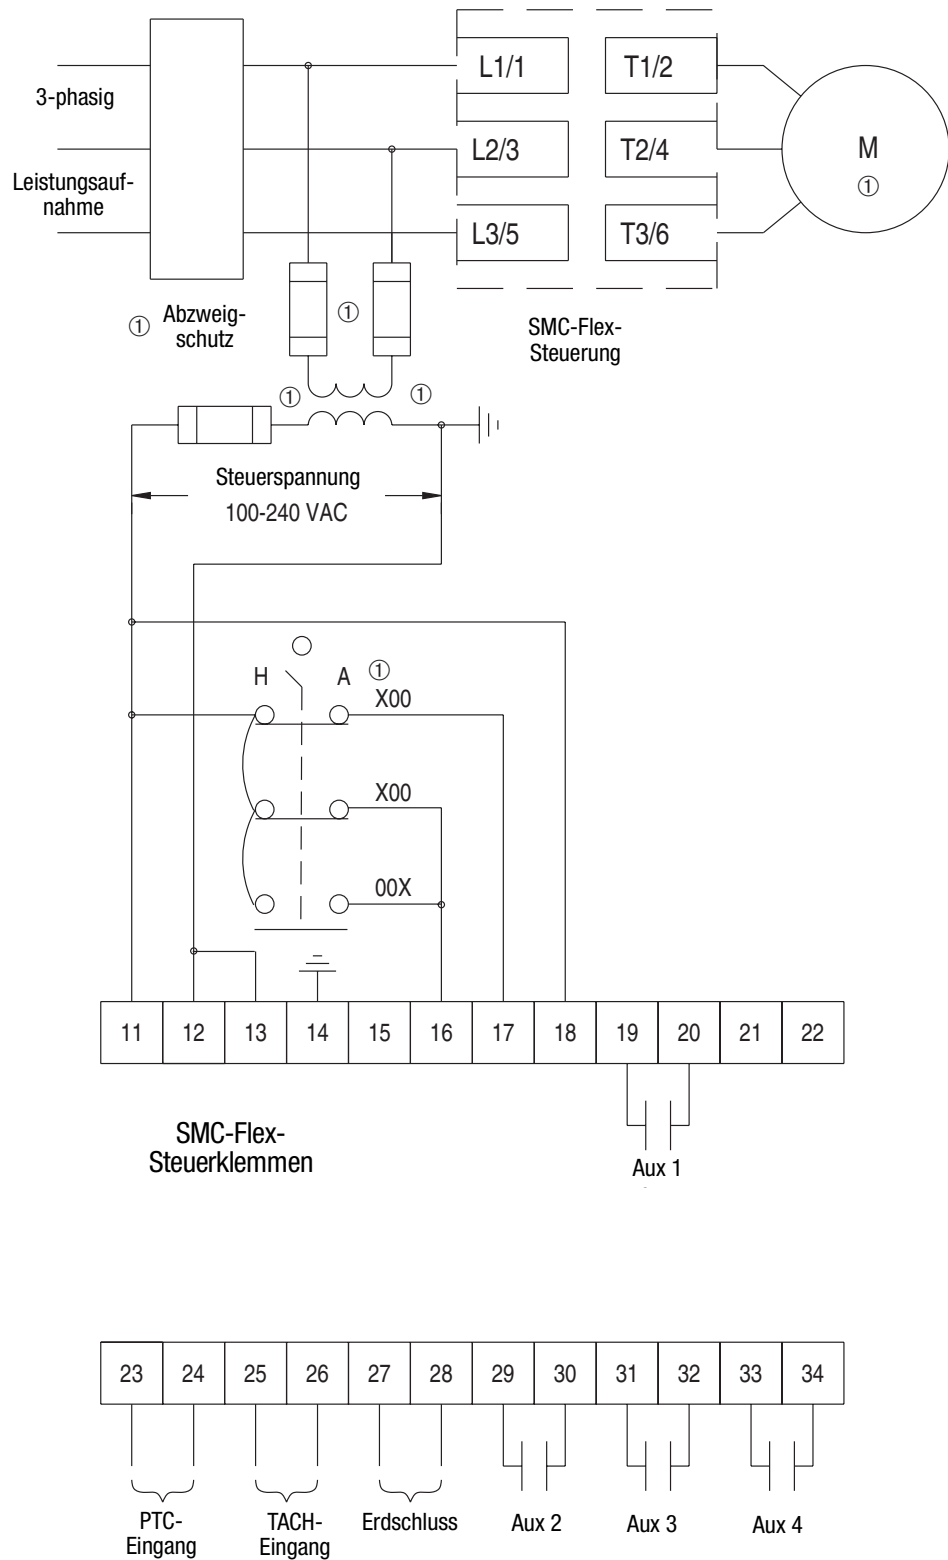 L1/1
T1/2
3-phasig
L2/3
T2/4
M
①
Leistungsauf-
nahme
L3/5
T3/6
① Abzweig-
schutz
①
SMC-Flex-
Steuerung
①
①
Steuerspannung
100-240 VAC
H
A
①
X00
X00
00X
11
12
13
14
15
16
17
18
19
20
21
22
SMC-Flex-
Steuerklemmen
Aux 1
23
24
25
26
27
28
29
30
31
32
33
34
PTC-
Eingang
TACH-
Eingang
Erdschluss
Aux 2
Aux 3
Aux 4